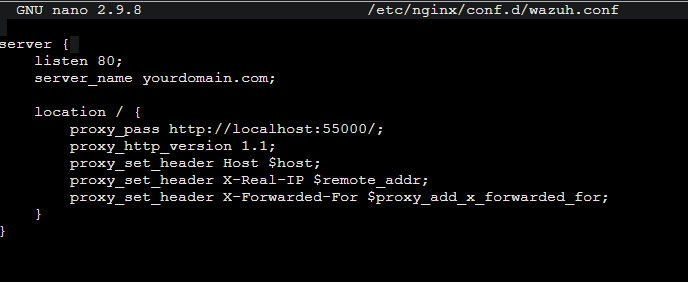 GNU nano 2.9.8 /etc/nginx/conf.d/wazuh.conf
server {
listen 80;
server_name yourdomain.com;
location / {
proxy_pass http://localhost:55000/;
proxy_http_version 1.1;
proxy_set_header Host $host;
proxy_set_header X-Real-IP $remote_addr;
proxy_set_header X-Forwarded-For $proxy_add_x_forwarded_for;
}
}